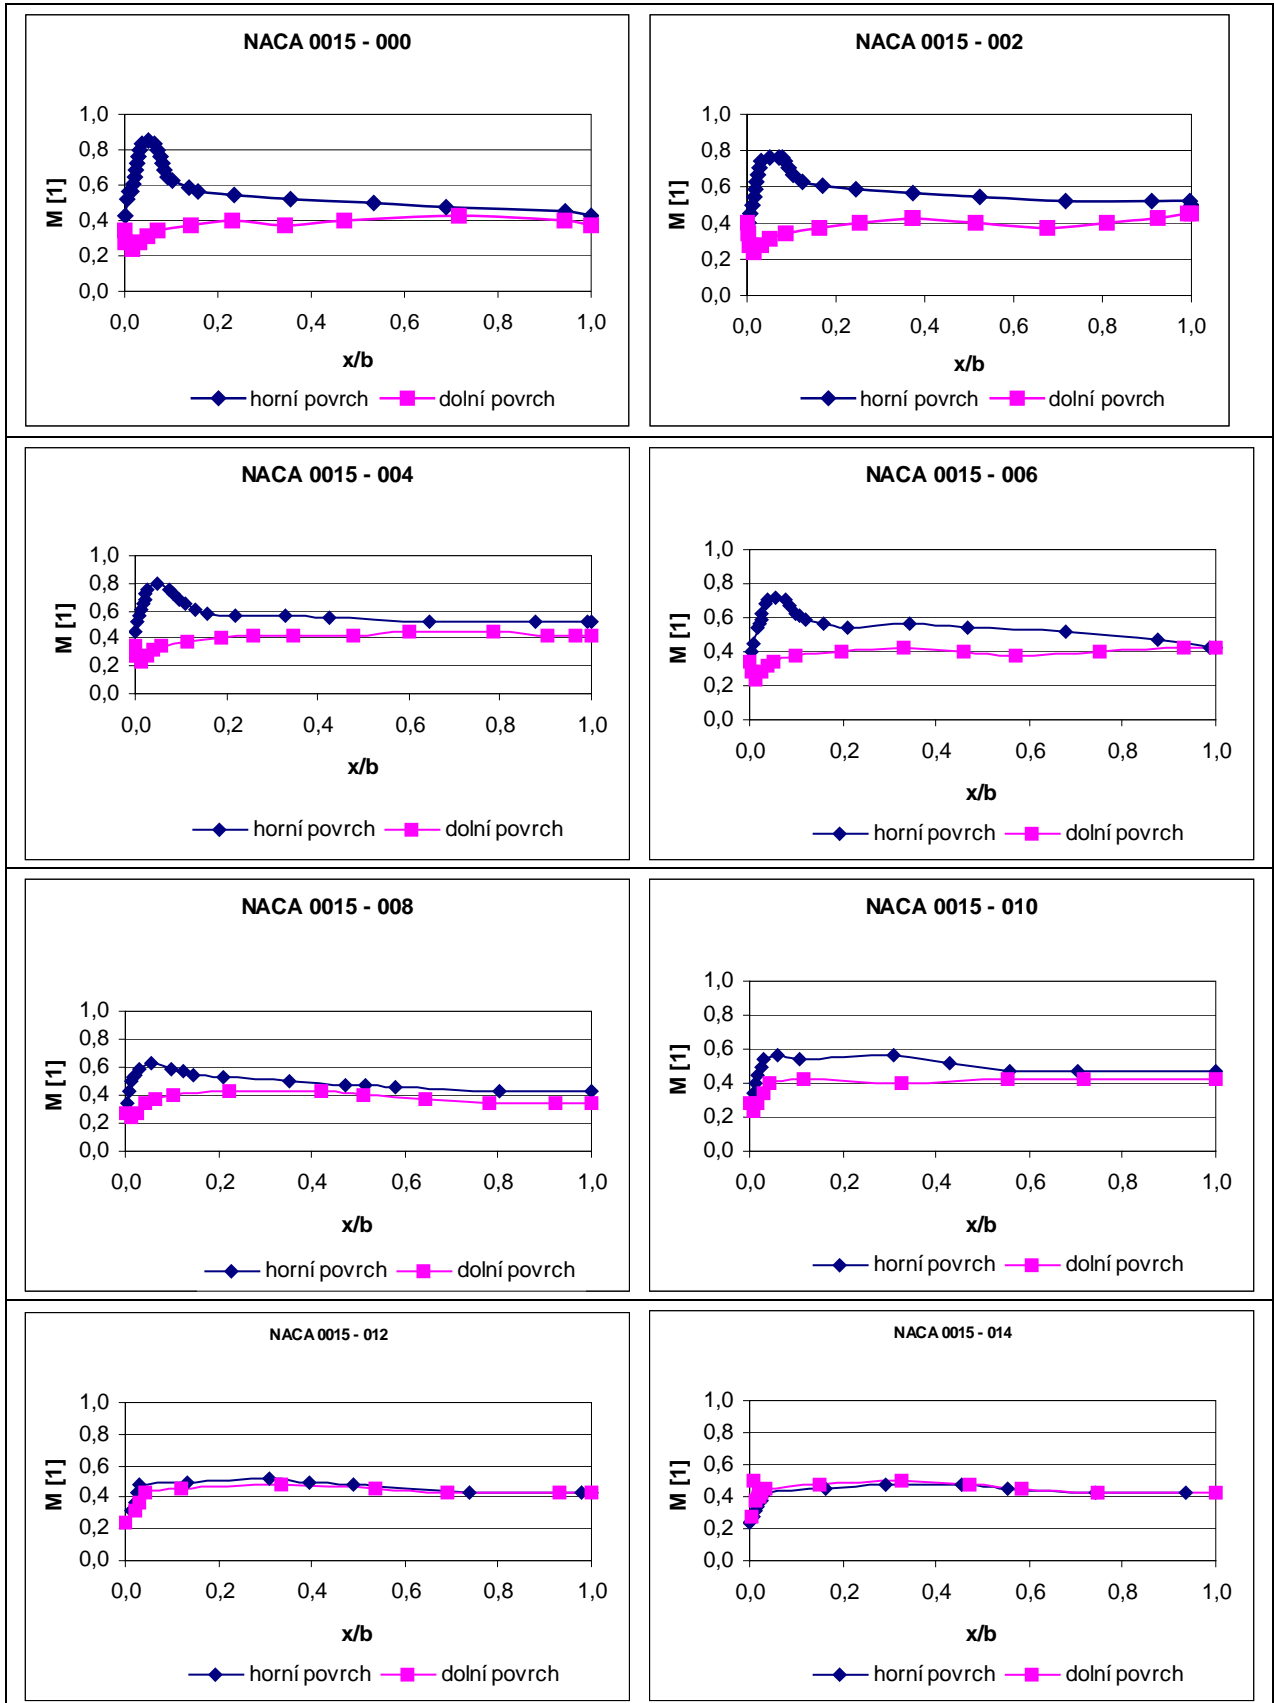 NACA 0015 - 000
1,0
0,8
0,6
0,4
0,2
0,0
M [1]
0,0 0,2 0,4 0,6 0,8 1,0
x/b
horní povrch dolní povrch
NACA 0015 - 002
1,0
0,8
0,6
0,4
0,2
0,0
M [1]
0,0 0,2 0,4 0,6 0,8 1,0
x/b
horní povrch dolní povrch
NACA 0015 - 004
1,0
0,8
0,6
0,4
0,2
0,0
M [1]
0,0 0,2 0,4 0,6 0,8 1,0
x/b
horní povrch dolní povrch
NACA 0015 - 006
1,0
0,8
0,6
0,4
0,2
0,0
M [1]
0,0 0,2 0,4 0,6 0,8 1,0
x/b
horní povrch dolní povrch
NACA 0015 - 008
1,0
0,8
0,6
0,4
0,2
0,0
M [1]
0,0 0,2 0,4 0,6 0,8 1,0
x/b
horní povrch dolní povrch
NACA 0015 - 010
1,0
0,8
0,6
0,4
0,2
0,0
M [1]
0,0 0,2 0,4 0,6 0,8 1,0
x/b
horní povrch dolní povrch
NACA 0015 - 012
1,0
0,8
0,6
0,4
0,2
0,0
M [1]
0,0 0,2 0,4 0,6 0,8 1,0
x/b
horní povrch dolní povrch
NACA 0015 - 014
1,0
0,8
0,6
0,4
0,2
0,0
M [1]
0,0 0,2 0,4 0,6 0,8 1,0
x/b
horní povrch dolní povrch